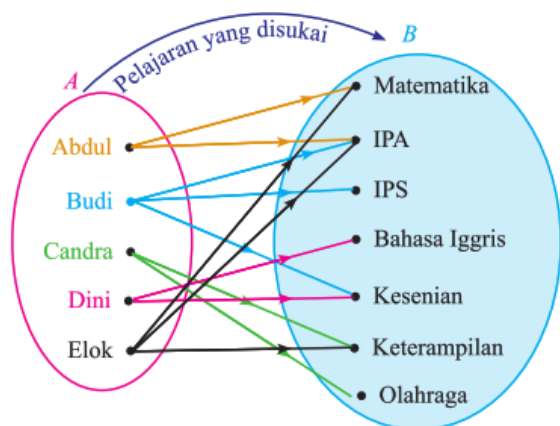 Pelajaran yang disukai
A
B
Abdul
Budi
Candra
Dini
Elok
Matematika
IPA
IPS
Bahasa Iggris
Kesenian
Keterampilan
Olahraga